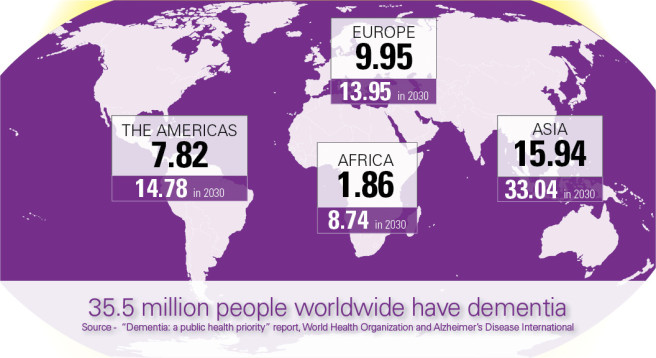 EUROPE
9.95
13.95 in 2030
THE AMERICAS
7.82
14.78 in 2030
AFRICA
1.86
8.74 in 2030
ASIA
15.94
33.04 in 2030
35.5 million people worldwide have dementia
Source - "Dementia: a public health priority" report, World Health Organization and Alzheimer's Disease International